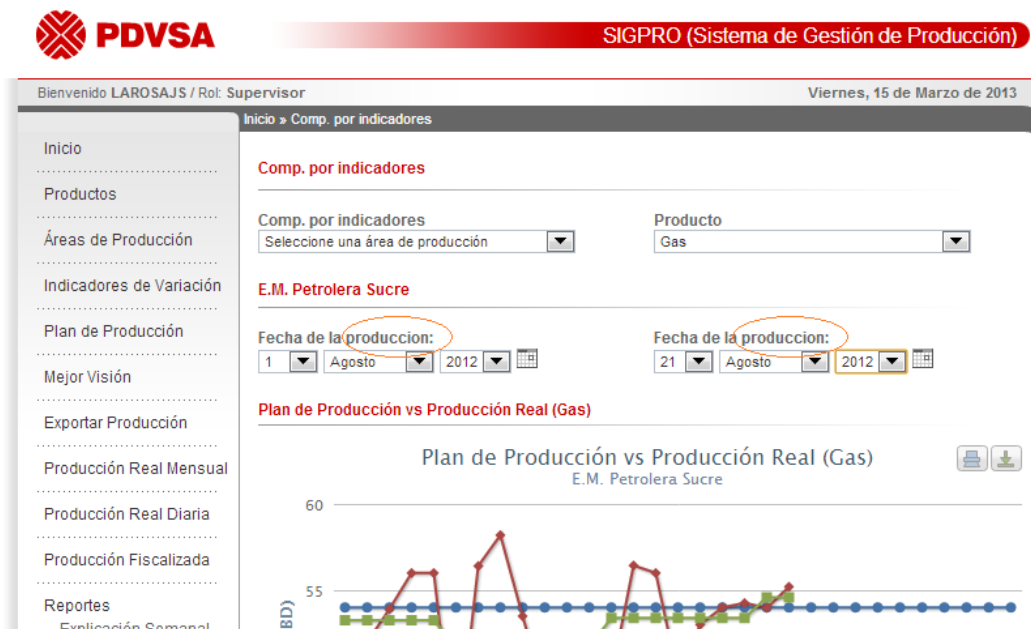 PDVSA
SIGPRO (Sistema de Gestión de Producción)
Bienvenido LAROSAJS / Rol: Supervisor
Viernes, 15 de Marzo de 2013
Inicio » Comp. por indicadores
Inicio
Productos
Áreas de Producción
Indicadores de Variación
Plan de Producción
Mejor Visión
Exportar Producción
Producción Real Mensual
Producción Real Diaria
Producción Fiscalizada
Reportes
Explicación Semanal
Comp. por indicadores
Comp. por indicadores
Seleccione una área de producción
Producto
Gas
E.M. Petrolera Sucre
Fecha de la produccion:
1 Agosto 2012
Fecha de la produccion:
21 Agosto 2012
Plan de Producción vs Producción Real (Gas)
Plan de Producción vs Producción Real (Gas)
E.M. Petrolera Sucre
60
55
BD)